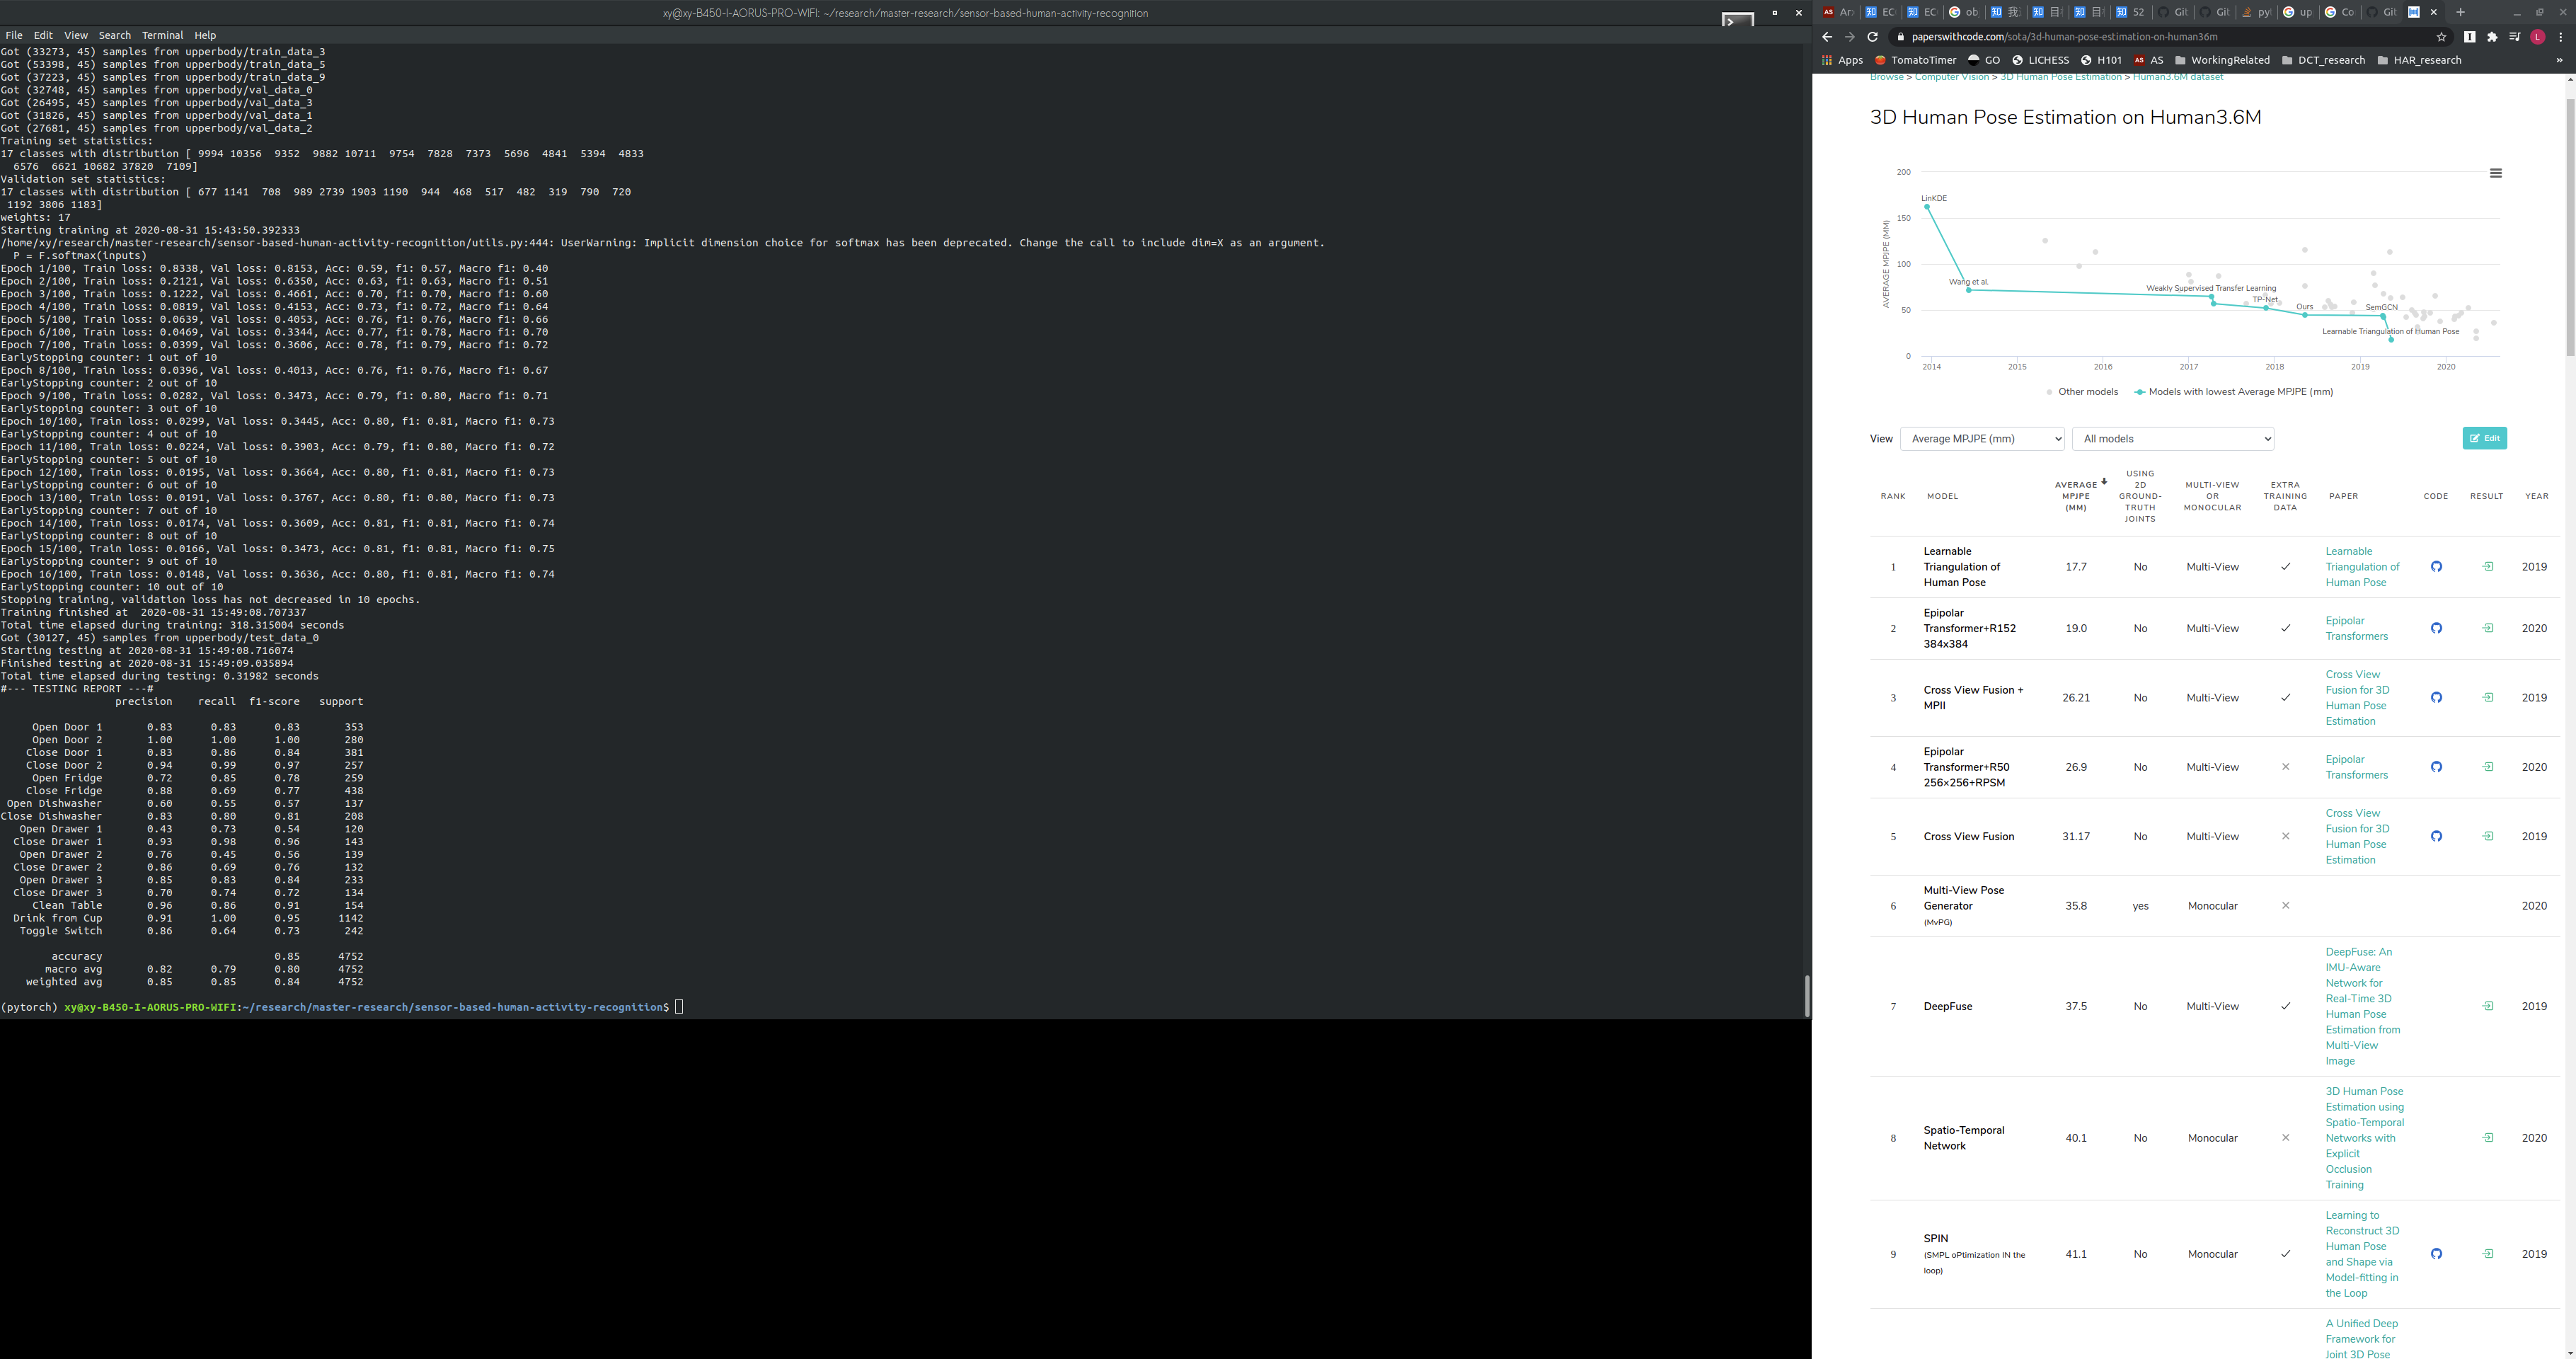 xy@xy-B450-I-AORUS-PRO-WIFI: ~/research/master-research/sensor-based-human-activity-recognition
File Edit View Search Terminal Help
Got (33273, 45) samples from upperbody/train_data_3
Got (53398, 45) samples from upperbody/train_data_5
Got (37223, 45) samples from upperbody/train_data_9
Got (32748, 45) samples from upperbody/val_data_0
Got (26495, 45) samples from upperbody/val_data_3
Got (31826, 45) samples from upperbody/val_data_1
Got (27681, 45) samples from upperbody/val_data_2
Training set statistics:
17 classes with distribution [ 9994 10356  9352  9882 10711  9754  7828  7373  5696  4841  5394  4833
  6576  6621 10682 37820  7109]
Validation set statistics:
17 classes with distribution [ 677 1141  708  989 2739 1903 1190  944  468  517  482  319  790  720
 1192 3806 1183]
weights: 17
Starting training at 2020-08-31 15:43:50.392333
/home/xy/research/master-research/sensor-based-human-activity-recognition/utils.py:444: UserWarning: Implicit dimension choice for softmax has been deprecated. Change the call to include dim=X as an argument.
  P = F.softmax(inputs)
Epoch 1/100, Train loss: 0.8338, Val loss: 0.8153, Acc: 0.59, f1: 0.57, Macro f1: 0.40
Epoch 2/100, Train loss: 0.2121, Val loss: 0.6350, Acc: 0.63, f1: 0.63, Macro f1: 0.51
Epoch 3/100, Train loss: 0.1222, Val loss: 0.4661, Acc: 0.70, f1: 0.70, Macro f1: 0.60
Epoch 4/100, Train loss: 0.0819, Val loss: 0.4153, Acc: 0.73, f1: 0.72, Macro f1: 0.64
Epoch 5/100, Train loss: 0.0639, Val loss: 0.4053, Acc: 0.76, f1: 0.76, Macro f1: 0.66
Epoch 6/100, Train loss: 0.0469, Val loss: 0.3344, Acc: 0.77, f1: 0.78, Macro f1: 0.70
Epoch 7/100, Train loss: 0.0399, Val loss: 0.3606, Acc: 0.78, f1: 0.79, Macro f1: 0.72
EarlyStopping counter: 1 out of 10
Epoch 8/100, Train loss: 0.0396, Val loss: 0.4013, Acc: 0.76, f1: 0.76, Macro f1: 0.67
EarlyStopping counter: 2 out of 10
Epoch 9/100, Train loss: 0.0282, Val loss: 0.3473, Acc: 0.79, f1: 0.80, Macro f1: 0.71
EarlyStopping counter: 3 out of 10
Epoch 10/100, Train loss: 0.0299, Val loss: 0.3445, Acc: 0.80, f1: 0.81, Macro f1: 0.73
EarlyStopping counter: 4 out of 10
Epoch 11/100, Train loss: 0.0224, Val loss: 0.3903, Acc: 0.79, f1: 0.80, Macro f1: 0.72
EarlyStopping counter: 5 out of 10
Epoch 12/100, Train loss: 0.0195, Val loss: 0.3664, Acc: 0.80, f1: 0.81, Macro f1: 0.73
EarlyStopping counter: 6 out of 10
Epoch 13/100, Train loss: 0.0191, Val loss: 0.3767, Acc: 0.80, f1: 0.80, Macro f1: 0.73
EarlyStopping counter: 7 out of 10
Epoch 14/100, Train loss: 0.0174, Val loss: 0.3609, Acc: 0.81, f1: 0.81, Macro f1: 0.74
EarlyStopping counter: 8 out of 10
Epoch 15/100, Train loss: 0.0166, Val loss: 0.3473, Acc: 0.81, f1: 0.81, Macro f1: 0.75
EarlyStopping counter: 9 out of 10
Epoch 16/100, Train loss: 0.0148, Val loss: 0.3636, Acc: 0.80, f1: 0.81, Macro f1: 0.74
EarlyStopping counter: 10 out of 10
Stopping training, validation loss has not decreased in 10 epochs.
Training finished at  2020-08-31 15:49:08.707337
Total time elapsed during training: 318.315004 seconds
Got (30127, 45) samples from upperbody/test_data_0
Starting testing at 2020-08-31 15:49:08.716074
Finished testing at 2020-08-31 15:49:09.035894
Total time elapsed during testing: 0.31982 seconds
#--- TESTING REPORT ---#
precision recall f1-score support
Open Door 1 0.83 0.83 0.83 353
Open Door 2 1.00 1.00 1.00 280
Close Door 1 0.83 0.86 0.84 381
Close Door 2 0.94 0.99 0.97 257
Open Fridge 0.72 0.85 0.78 259
Close Fridge 0.88 0.69 0.77 438
Open Dishwasher 0.60 0.55 0.57 137
Close Dishwasher 0.83 0.80 0.81 208
Open Drawer 1 0.43 0.73 0.54 120
Close Drawer 1 0.93 0.98 0.96 143
Open Drawer 2 0.76 0.45 0.56 139
Close Drawer 2 0.86 0.69 0.76 132
Open Drawer 3 0.85 0.83 0.84 233
Close Drawer 3 0.70 0.74 0.72 134
Clean Table 0.96 0.86 0.91 154
Drink from Cup 0.91 1.00 0.95 1142
Toggle Switch 0.86 0.64 0.73 242
accuracy 0.85 4752
macro avg 0.82 0.79 0.80 4752
weighted avg 0.85 0.85 0.84 4752
(pytorch) xy@xy-B450-I-AORUS-PRO-WIFI:~/research/master-research/sensor-based-human-activity-recognition$
Ar EC EC ob 我 目 目 52 Git Git py up Co Git
paperswithcode.com/sota/3d-human-pose-estimation-on-human36m
L
Apps TomatoTimer GO LICHESS H101 AS WorkingRelated DCT_research HAR_research »
Browse > Computer Vision > 3D Human Pose Estimation > Human3.6M dataset
3D Human Pose Estimation on Human3.6M
AVERAGE MPJPE (MM)
200
150
100
50
0
LinKDE
Wang et al.
Weakly Supervised Transfer Learning
TP-Net
Ours
SemGCN
Learnable Triangulation of Human Pose
2014 2015 2016 2017 2018 2019 2020
Other models Models with lowest Average MPJPE (mm)
View Average MPJPE (mm) All models Edit
RANK MODEL AVERAGE MPJPE (MM) USING 2D GROUND-TRUTH JOINTS MULTI-VIEW OR MONOCULAR EXTRA TRAINING DATA PAPER CODE RESULT YEAR
1 Learnable Triangulation of Human Pose 17.7 No Multi-View ✓ Learnable Triangulation of Human Pose 2019
2 Epipolar Transformer+R152 384x384 19.0 No Multi-View ✓ Epipolar Transformers 2020
3 Cross View Fusion + MPII 26.21 No Multi-View ✓ Cross View Fusion for 3D Human Pose Estimation 2019
4 Epipolar Transformer+R50 256×256+RPSM 26.9 No Multi-View ✕ Epipolar Transformers 2020
5 Cross View Fusion 31.17 No Multi-View ✕ Cross View Fusion for 3D Human Pose Estimation 2019
6 Multi-View Pose Generator (MvPG) 35.8 yes Monocular ✕ 2020
7 DeepFuse 37.5 No Multi-View ✓ DeepFuse: An IMU-Aware Network for Real-Time 3D Human Pose Estimation from Multi-View Image 2019
8 Spatio-Temporal Network 40.1 No Monocular ✕ 3D Human Pose Estimation using Spatio-Temporal Networks with Explicit Occlusion Training 2020
9 SPIN (SMPL oPtimization IN the loop) 41.1 No Monocular ✓ Learning to Reconstruct 3D Human Pose and Shape via Model-fitting in the Loop 2019
A Unified Deep Framework for Joint 3D Pose